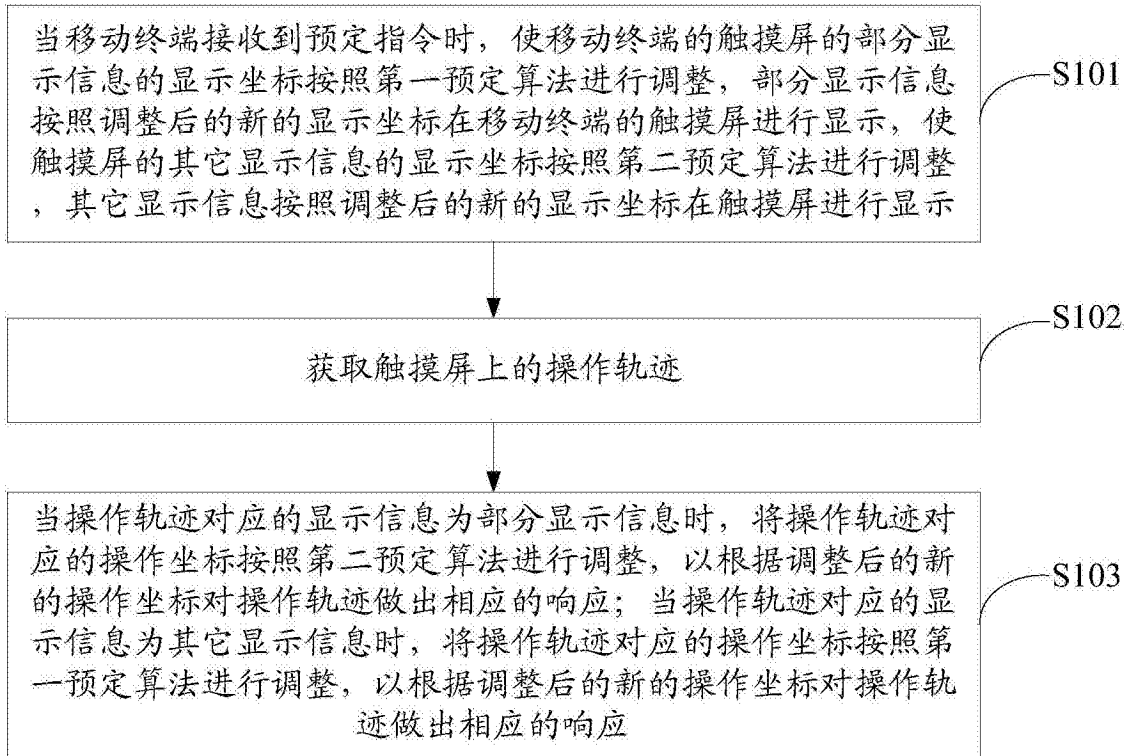 当移动终端接收到预定指令时，使移动终端的触摸屏的部分显
示信息的显示坐标按照第一预定算法进行调整，部分显示信息
按照调整后的新的显示坐标在移动终端的触摸屏进行显示，使
触摸屏的其它显示信息的显示坐标按照第二预定算法进行调整
，其它显示信息按照调整后的新的显示坐标在触摸屏进行显示
S101
获取触摸屏上的操作轨迹
S102
当操作轨迹对应的显示信息为部分显示信息时，将操作轨迹对
应的操作坐标按照第二预定算法进行调整，以根据调整后的新
的操作坐标对操作轨迹做出相应的响应；当操作轨迹对应的显
示信息为其它显示信息时，将操作轨迹对应的操作坐标按照第
一预定算法进行调整，以根据调整后的新的操作坐标对操作轨
迹做出相应的响应
S103